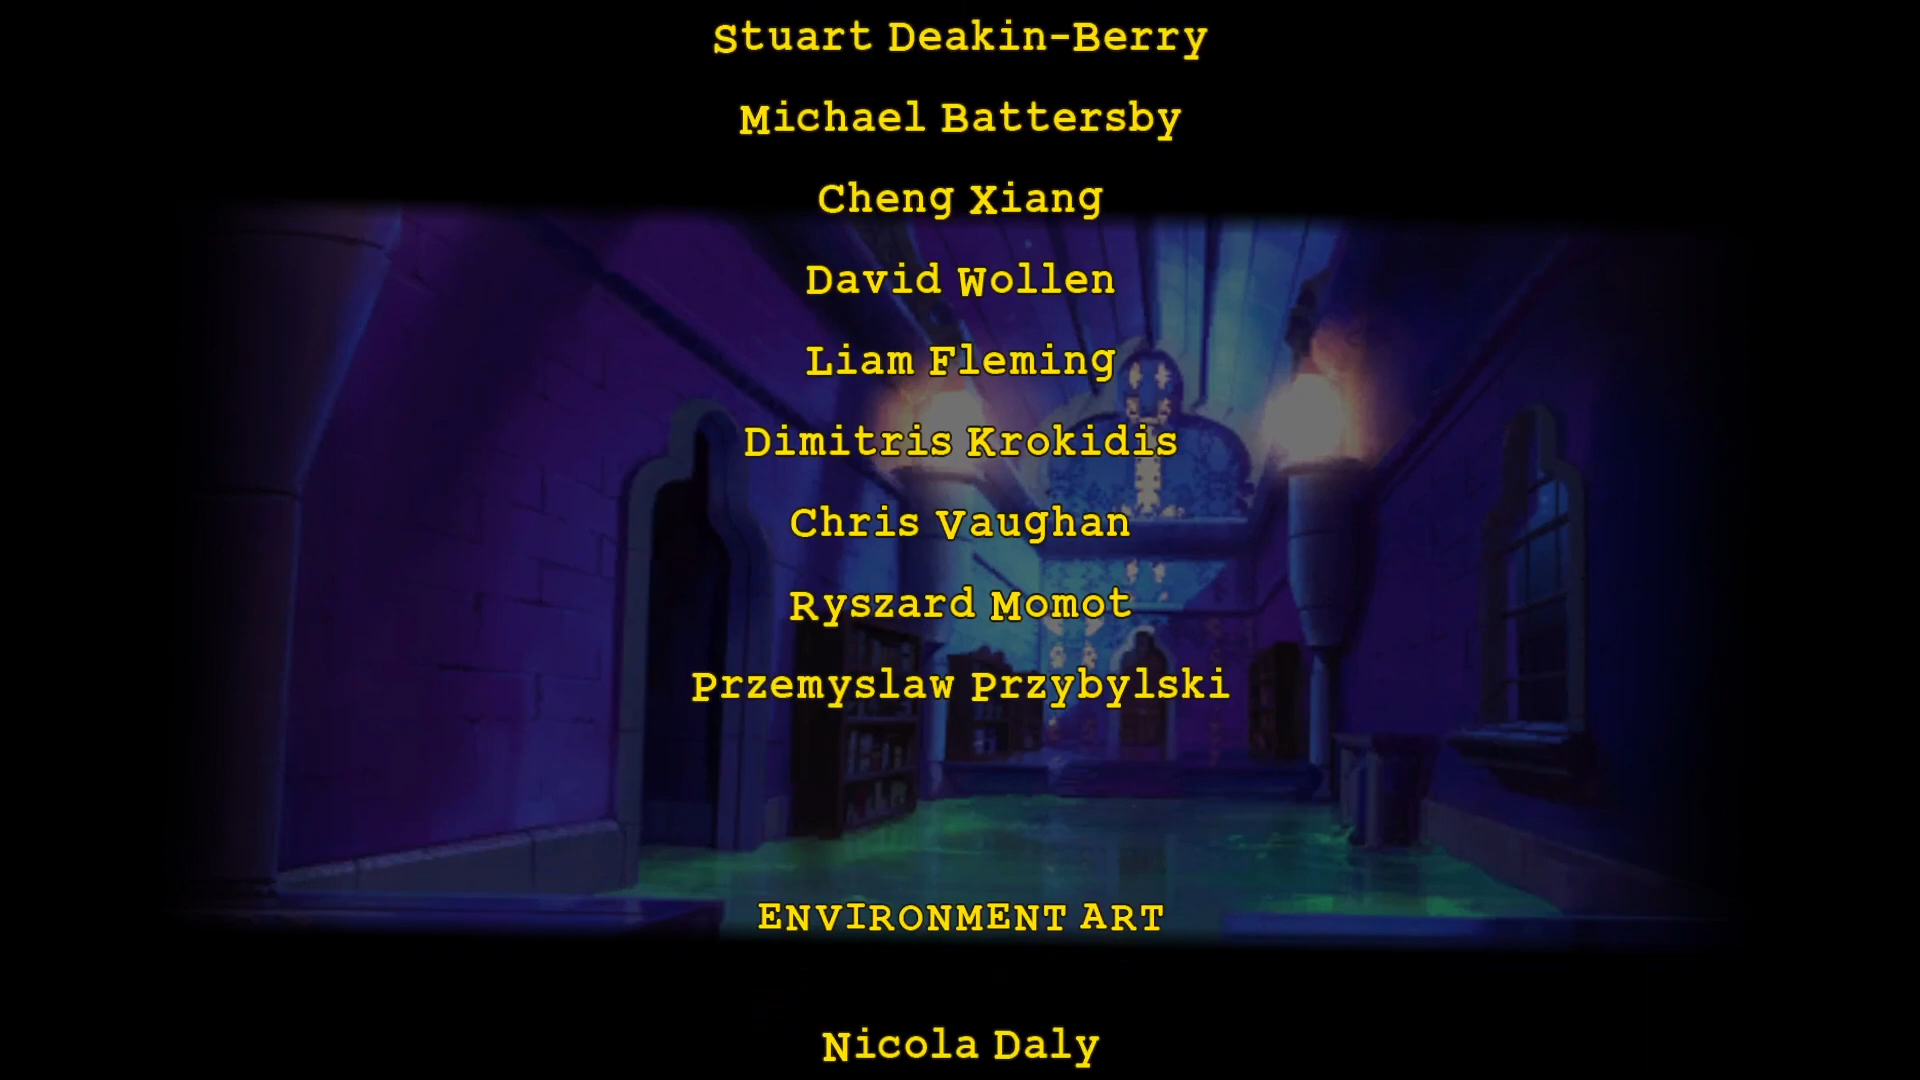 Stuart Deakin-Berry
Michael Battersby
Cheng Xiang
David Wollen
Liam Fleming
Dimitris Krokidis
Chris Vaughan
Ryszard Momot
Przemyslaw Przybylski
ENVIRONMENT ART
Nicola Daly